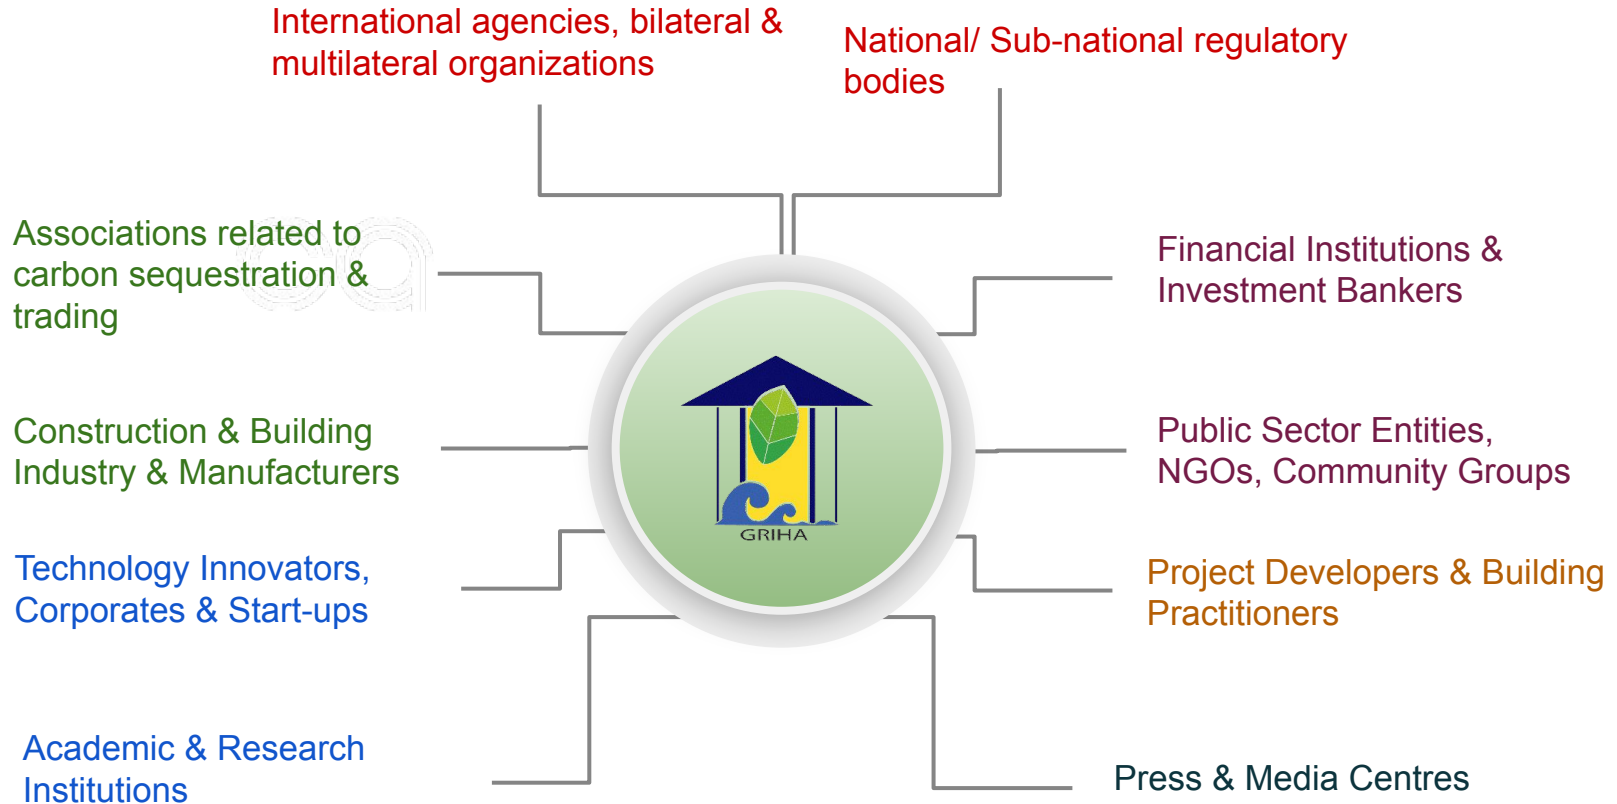 International agencies, bilateral &
multilateral organizations
National/ Sub-national regulatory
bodies
Associations related to
carbon sequestration &
trading
Financial Institutions &
Investment Bankers
Construction & Building
Industry & Manufacturers
Public Sector Entities,
NGOs, Community Groups
GRIHA
Technology Innovators,
Corporates & Start-ups
Project Developers & Building
Practitioners
Academic & Research
Institutions
Press & Media Centres